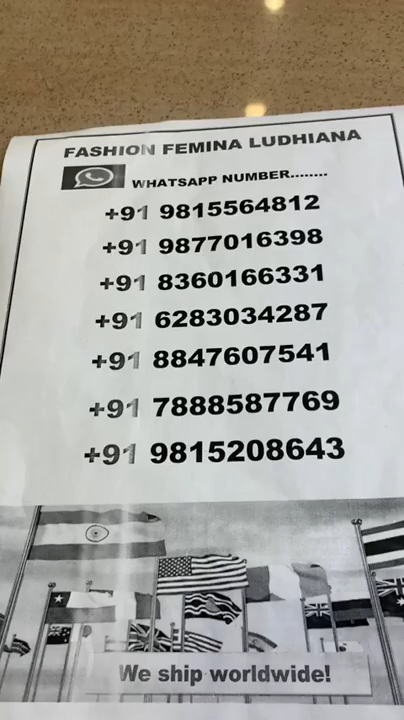 FASHION FEMINA LUDHIANA
WHATSAPP NUMBER........
+91 9815564812
+91 9877016398
+91 8360166331
+91 6283034287
+91 8847607541
+91 7888587769
+91 9815208643
We ship worldwide!